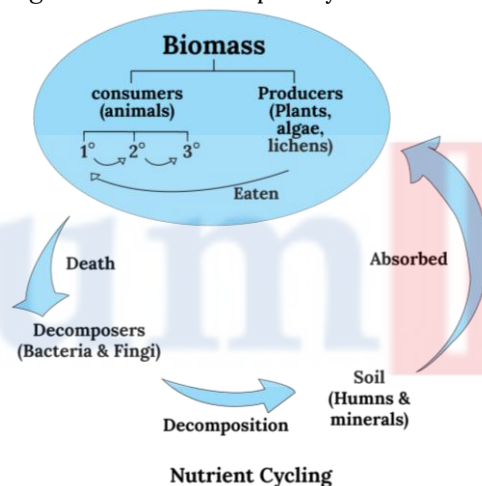 Biomass
consumers
(animals)
Producers
(Plants,
algae,
lichens)
1° 2° 3°
Eaten
Death
Absorbed
Decomposers
(Bacteria & Fingi)
Soil
(Humns &
minerals)
Decomposition
Nutrient Cycling